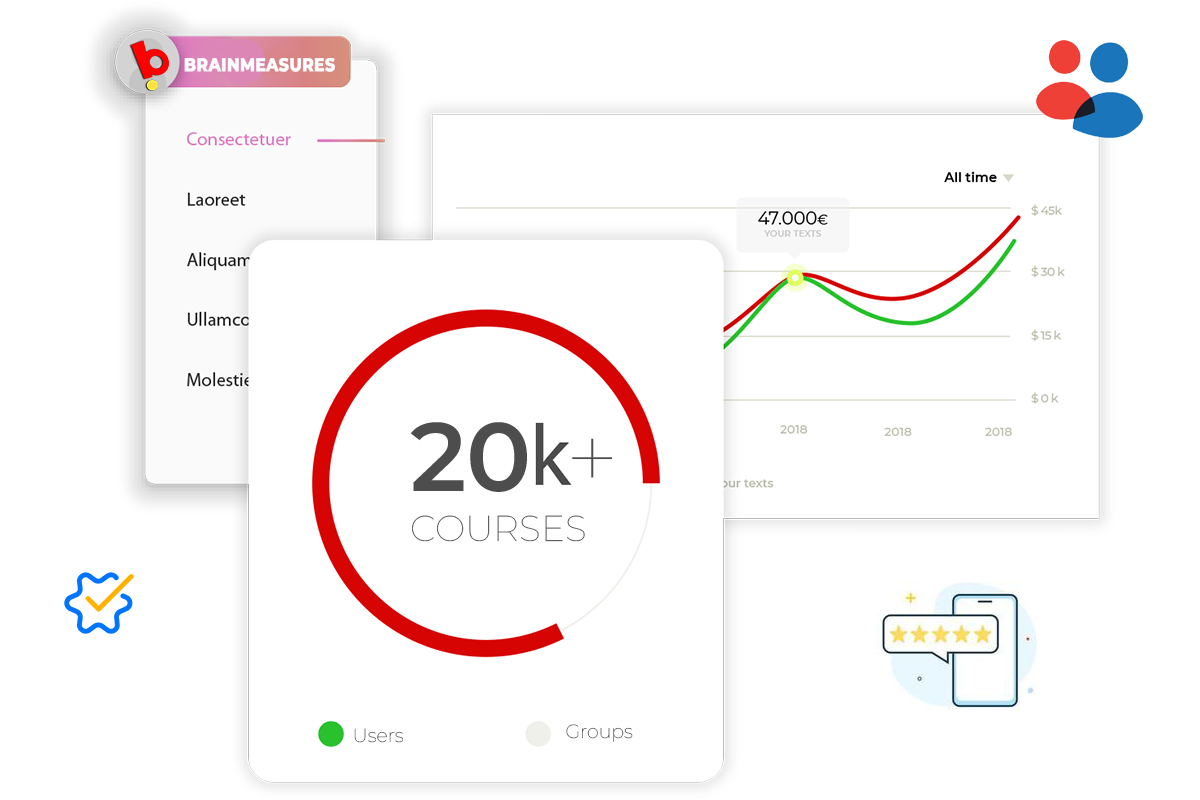 BRAINMEASURES
Consectetuer
Laoreet
Aliquam
Ullamco
Molestie
All time
47.000€
YOUR TEXTS
$ 45k
$ 30 k
$ 15 k
$ 0 k
2018
2018
2018
our texts
20k+
COURSES
Users
Groups